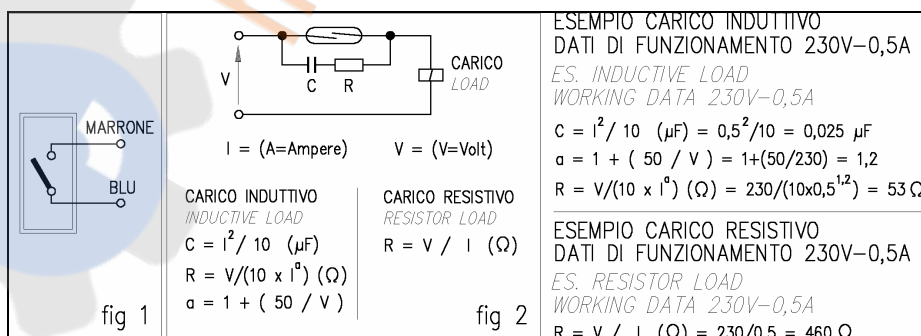 MARRONE
BLU
fig 1
V
C R
CARICO
LOAD
I = (A=Ampere) V = (V=Volt)
CARICO INDUTTIVO
INDUCTIVE LOAD
C = I²/ 10 (µF)
R = V/(10 x Iᵅ) (Ω)
a = 1 + ( 50 / V )
CARICO RESISTIVO
RESISTOR LOAD
R = V / I (Ω)
fig 2
ESEMPIO CARICO INDUTTIVO
DATI DI FUNZIONAMENTO 230V-0,5A
ES. INDUCTIVE LOAD
WORKING DATA 230V-0,5A
C = I²/ 10 (µF) = 0,5²/10 = 0,025 µF
a = 1 + ( 50 / V ) = 1+(50/230) = 1,2
R = V/(10 x Iᵅ) (Ω) = 230/(10x0,5¹·²) = 53 Ω
ESEMPIO CARICO RESISTIVO
DATI DI FUNZIONAMENTO 230V-0,5A
ES. RESISTOR LOAD
WORKING DATA 230V-0,5A
R = V / I (Ω) = 230/0,5 = 460 Ω